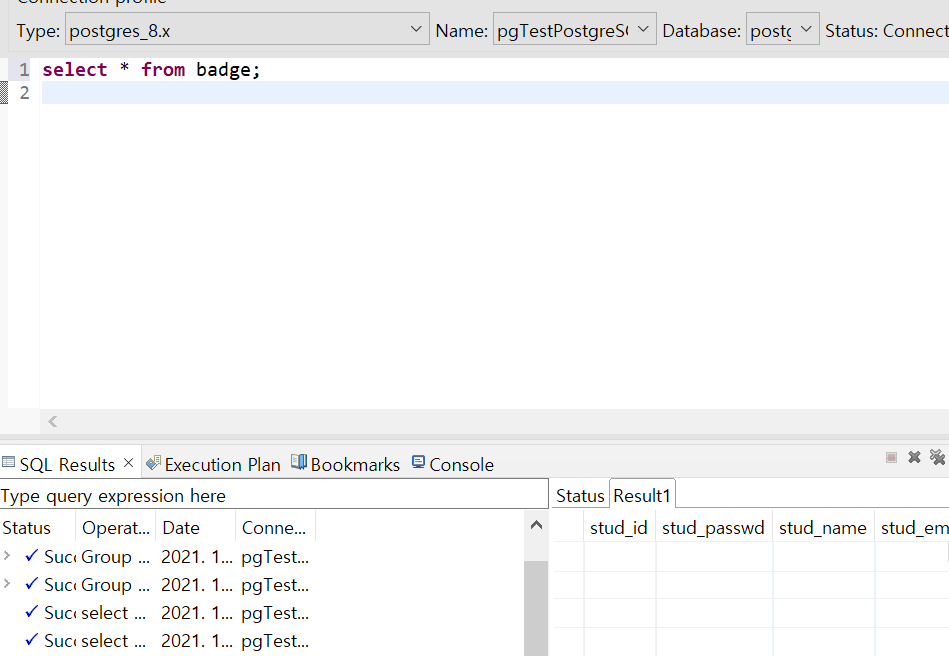 Connection profile
Type: postgres_8.x Name: pgTestPostgreS Database: post Status: Connect
1 select * from badge;
2
SQL Results Execution Plan Bookmarks Console
Type query expression here
Status Result1
Status Operat... Date Conne...
stud_id stud_passwd stud_name stud_em
Succ Group ... 2021. 1... pgTest...
Succ Group ... 2021. 1... pgTest...
Succ select ... 2021. 1... pgTest...
Succ select ... 2021. 1... pgTest...